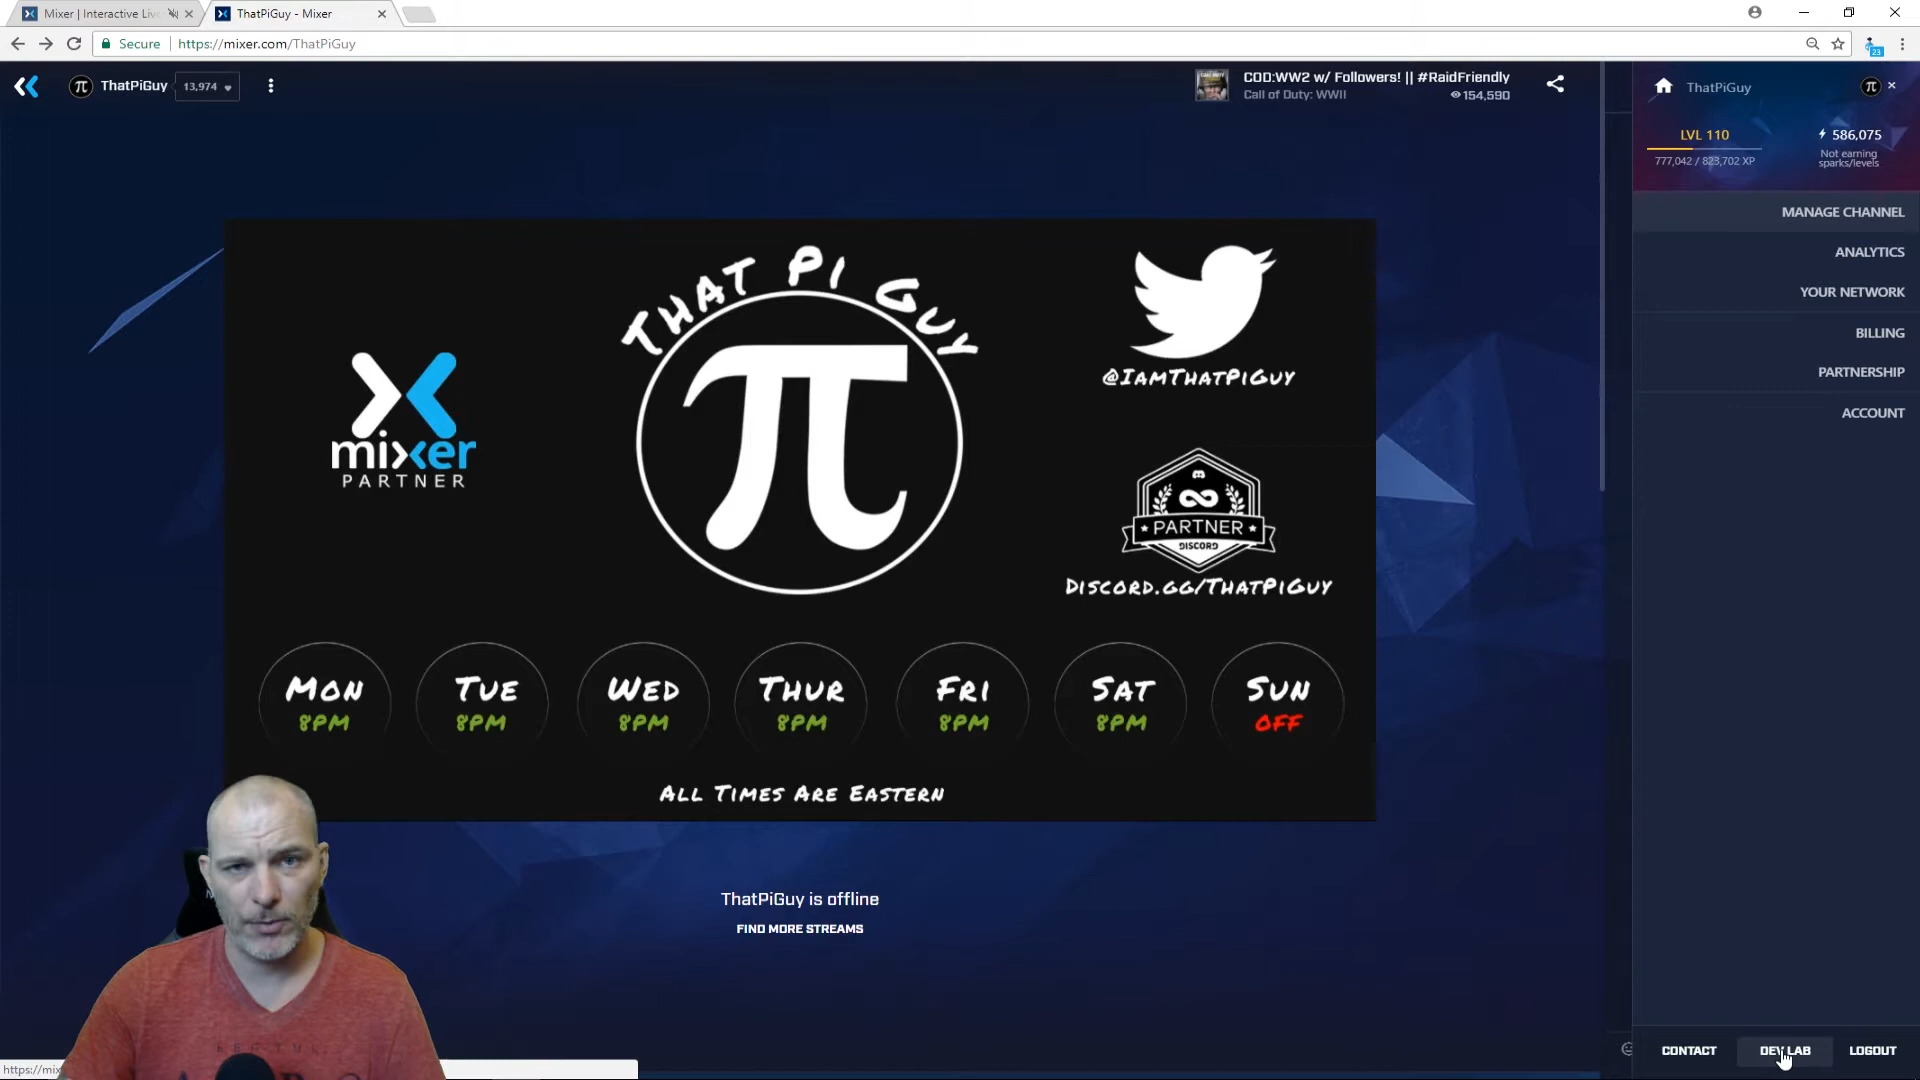 Mixer | Interactive Live
ThatPiGuy - Mixer
Secure
https://mixer.com/ThatPiGuy
23
π ThatPiGuy 13,974
COD:WW2 w/ Followers! || #RaidFriendly
Call of Duty: WWII
154,590
ThatPiGuy
π
LVL 110
586,075
777,042 / 823,702 XP
Not earning
sparks/levels
MANAGE CHANNEL
ANALYTICS
YOUR NETWORK
BILLING
PARTNERSHIP
ACCOUNT
THAT PI GUY
π
mixer
PARTNER
@IAMTHATPIGUY
PARTNER
DISCORD
DISCORD.GG/THATPIGUY
MON
8PM
TUE
8PM
WED
8PM
THUR
8PM
FRI
8PM
SAT
8PM
SUN
OFF
ALL TIMES ARE EASTERN
ThatPiGuy is offline
FIND MORE STREAMS
https://mix
CONTACT
DEV LAB
LOGOUT